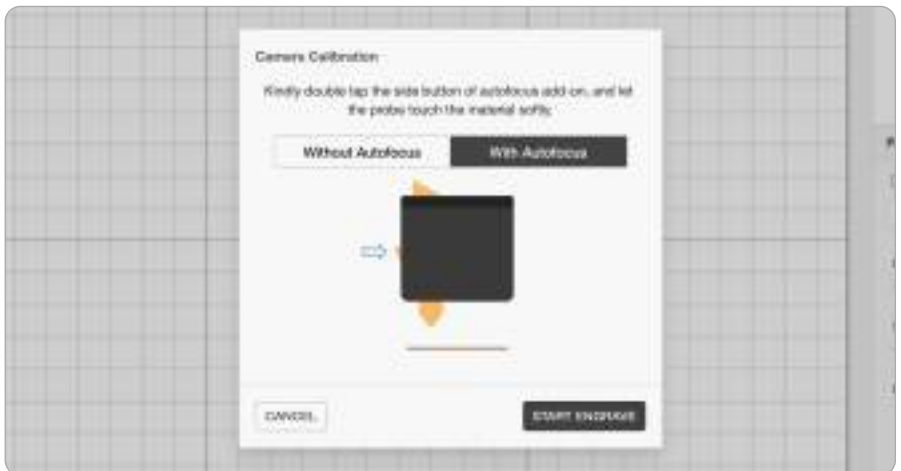 Camera Calibration
Kindly double tap the side button of autofocus add-on, and let
the probe touch the material softly.
Without Autofocus
With Autofocus
CANCEL
START ENGRAVE